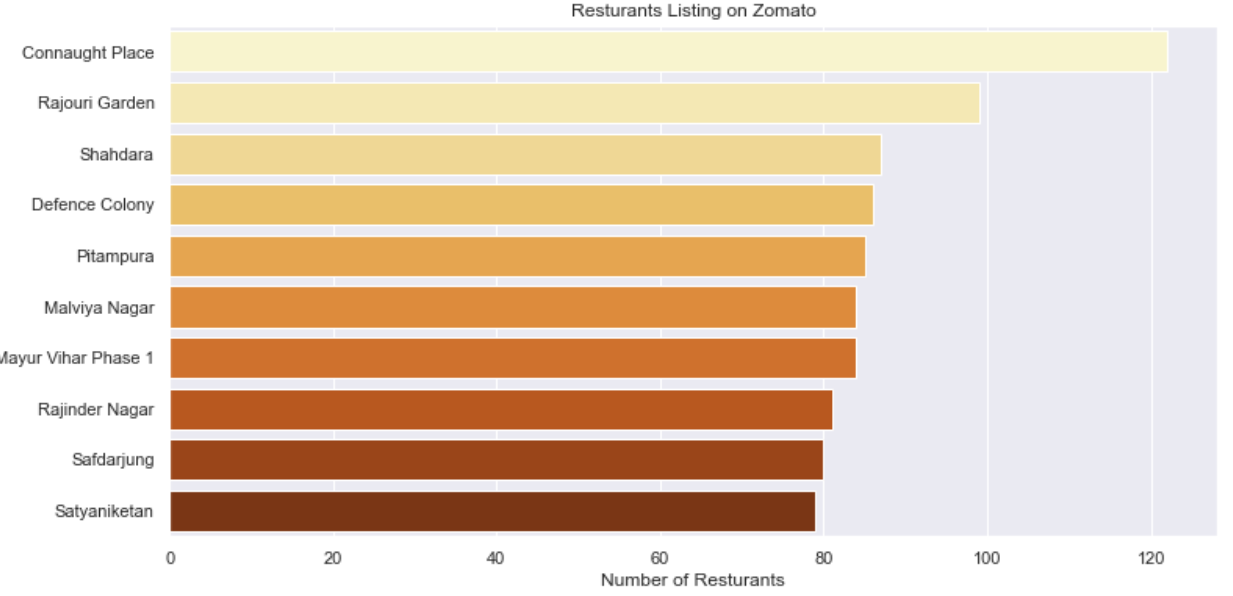 Resturants Listing on Zomato
Connaught Place
Rajouri Garden
Shahdara
Defence Colony
Pitampura
Malviya Nagar
Mayur Vihar Phase 1
Rajinder Nagar
Safdarjung
Satyaniketan
0 20 40 60 80 100 120
Number of Resturants